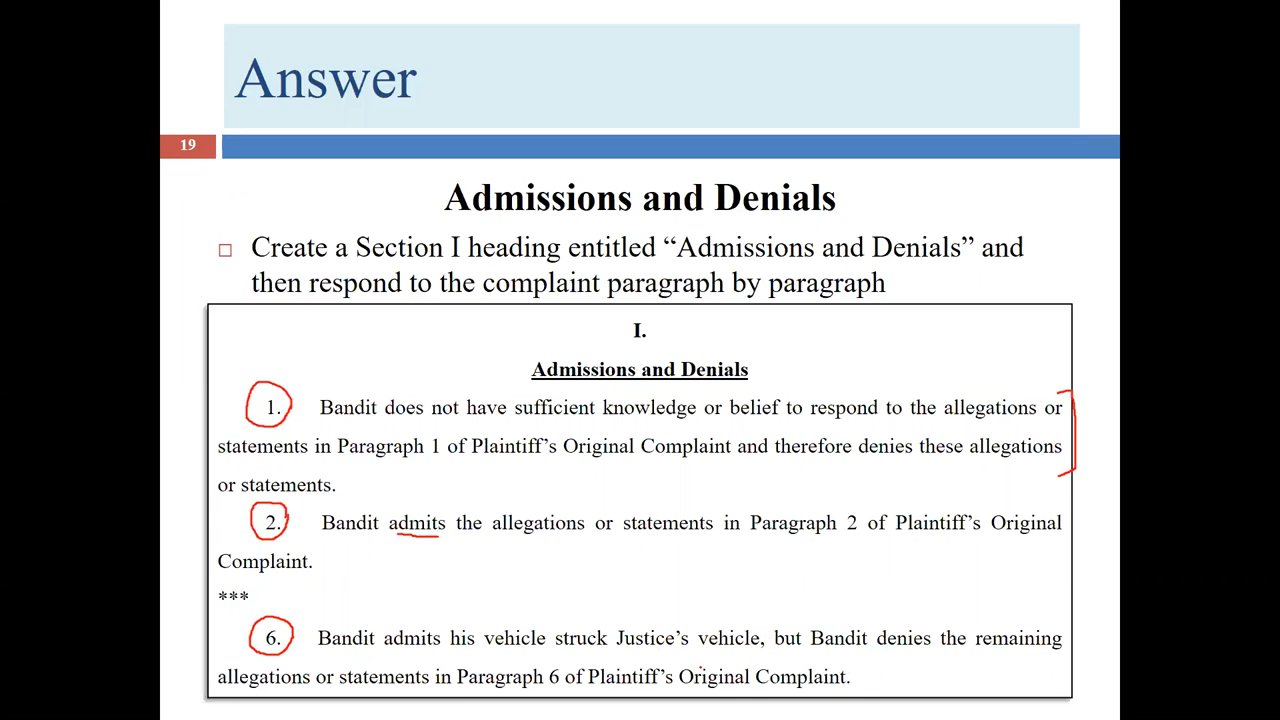 Answer
19
Admissions and Denials
Create a Section I heading entitled “Admissions and Denials” and
then respond to the complaint paragraph by paragraph
I.
Admissions and Denials
1. Bandit does not have sufficient knowledge or belief to respond to the allegations or
statements in Paragraph 1 of Plaintiff’s Original Complaint and therefore denies these allegations
or statements.
2. Bandit admits the allegations or statements in Paragraph 2 of Plaintiff’s Original
Complaint.
***
6. Bandit admits his vehicle struck Justice’s vehicle, but Bandit denies the remaining
allegations or statements in Paragraph 6 of Plaintiff’s Original Complaint.